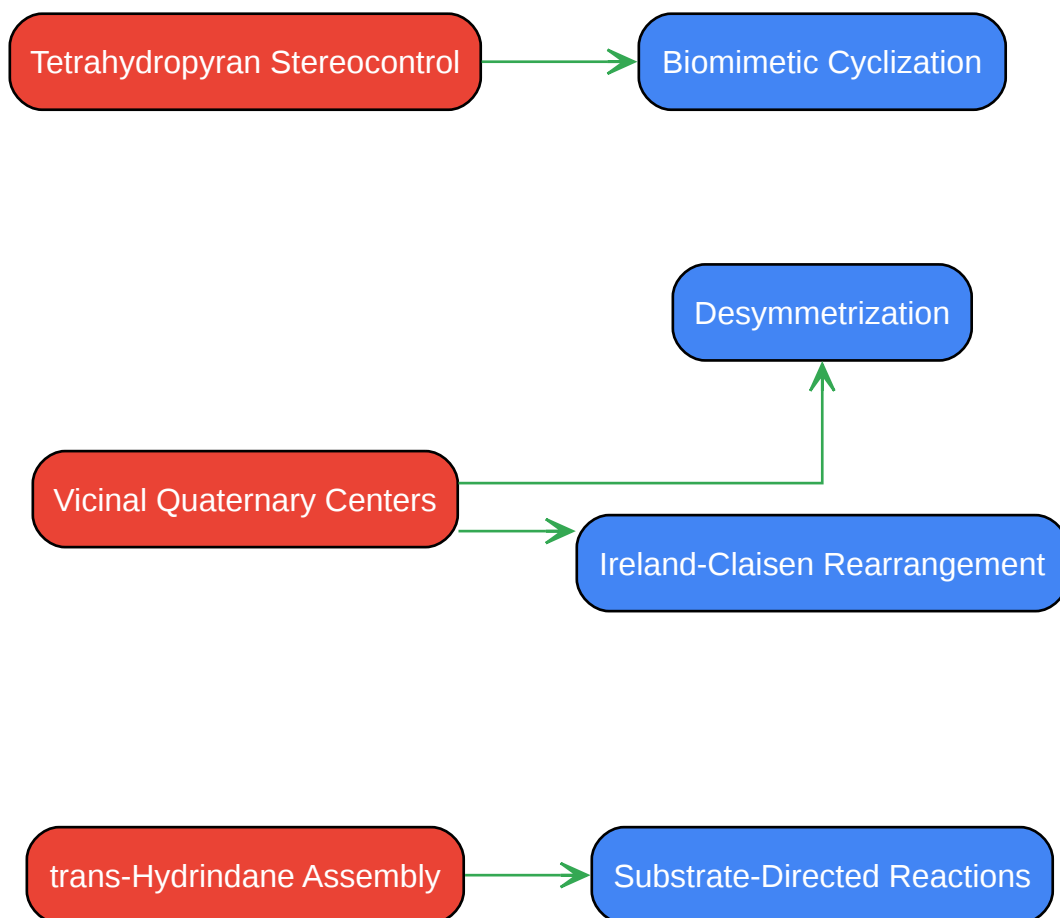 Tetrahydropyran Stereocontrol
Biomimetic Cyclization
Desymmetrization
Vicinal Quaternary Centers
Ireland-Claisen Rearrangement
trans-Hydrindane Assembly
Substrate-Directed Reactions